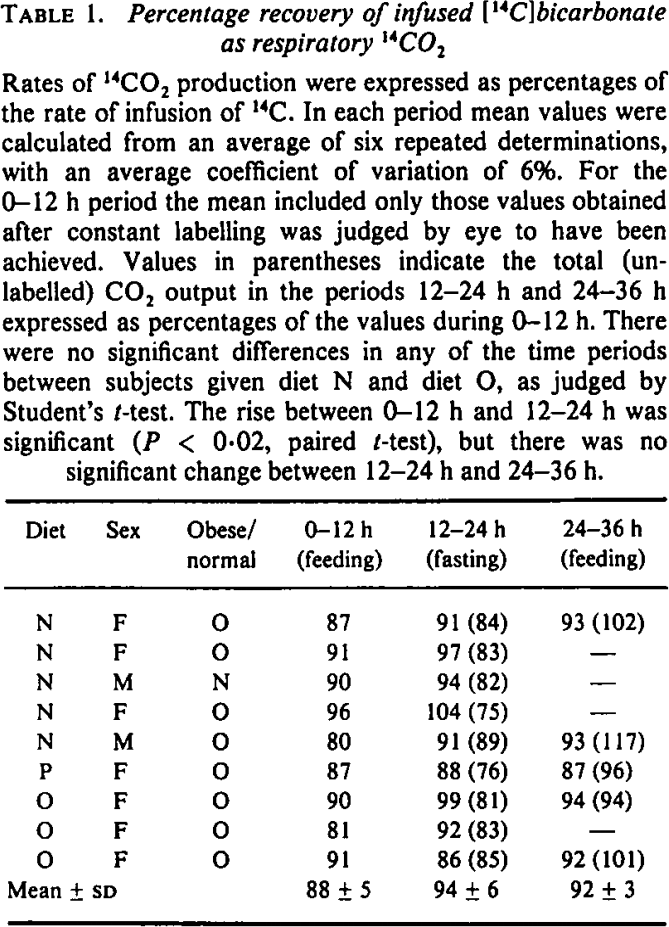 TABLE 1. Percentage recovery of infused [¹⁴C]bicarbonate
as respiratory ¹⁴CO₂
Rates of ¹⁴CO₂ production were expressed as percentages of
the rate of infusion of ¹⁴C. In each period mean values were
calculated from an average of six repeated determinations,
with an average coefficient of variation of 6%. For the
0–12 h period the mean included only those values obtained
after constant labelling was judged by eye to have been
achieved. Values in parentheses indicate the total (un-
labelled) CO₂ output in the periods 12–24 h and 24–36 h
expressed as percentages of the values during 0–12 h. There
were no significant differences in any of the time periods
between subjects given diet N and diet O, as judged by
Student's t-test. The rise between 0–12 h and 12–24 h was
significant (P < 0·02, paired t-test), but there was no
significant change between 12–24 h and 24–36 h.
Diet Sex Obese/ 0–12 h 12–24 h 24–36 h
normal (feeding) (fasting) (feeding)
N F O 87 91 (84) 93 (102)
N F O 91 97 (83) —
N M N 90 94 (82) —
N F O 96 104 (75) —
N M O 80 91 (89) 93 (117)
P F O 87 88 (76) 87 (96)
O F O 90 99 (81) 94 (94)
O F O 81 92 (83) —
O F O 91 86 (85) 92 (101)
Mean ± SD 88 ± 5 94 ± 6 92 ± 3